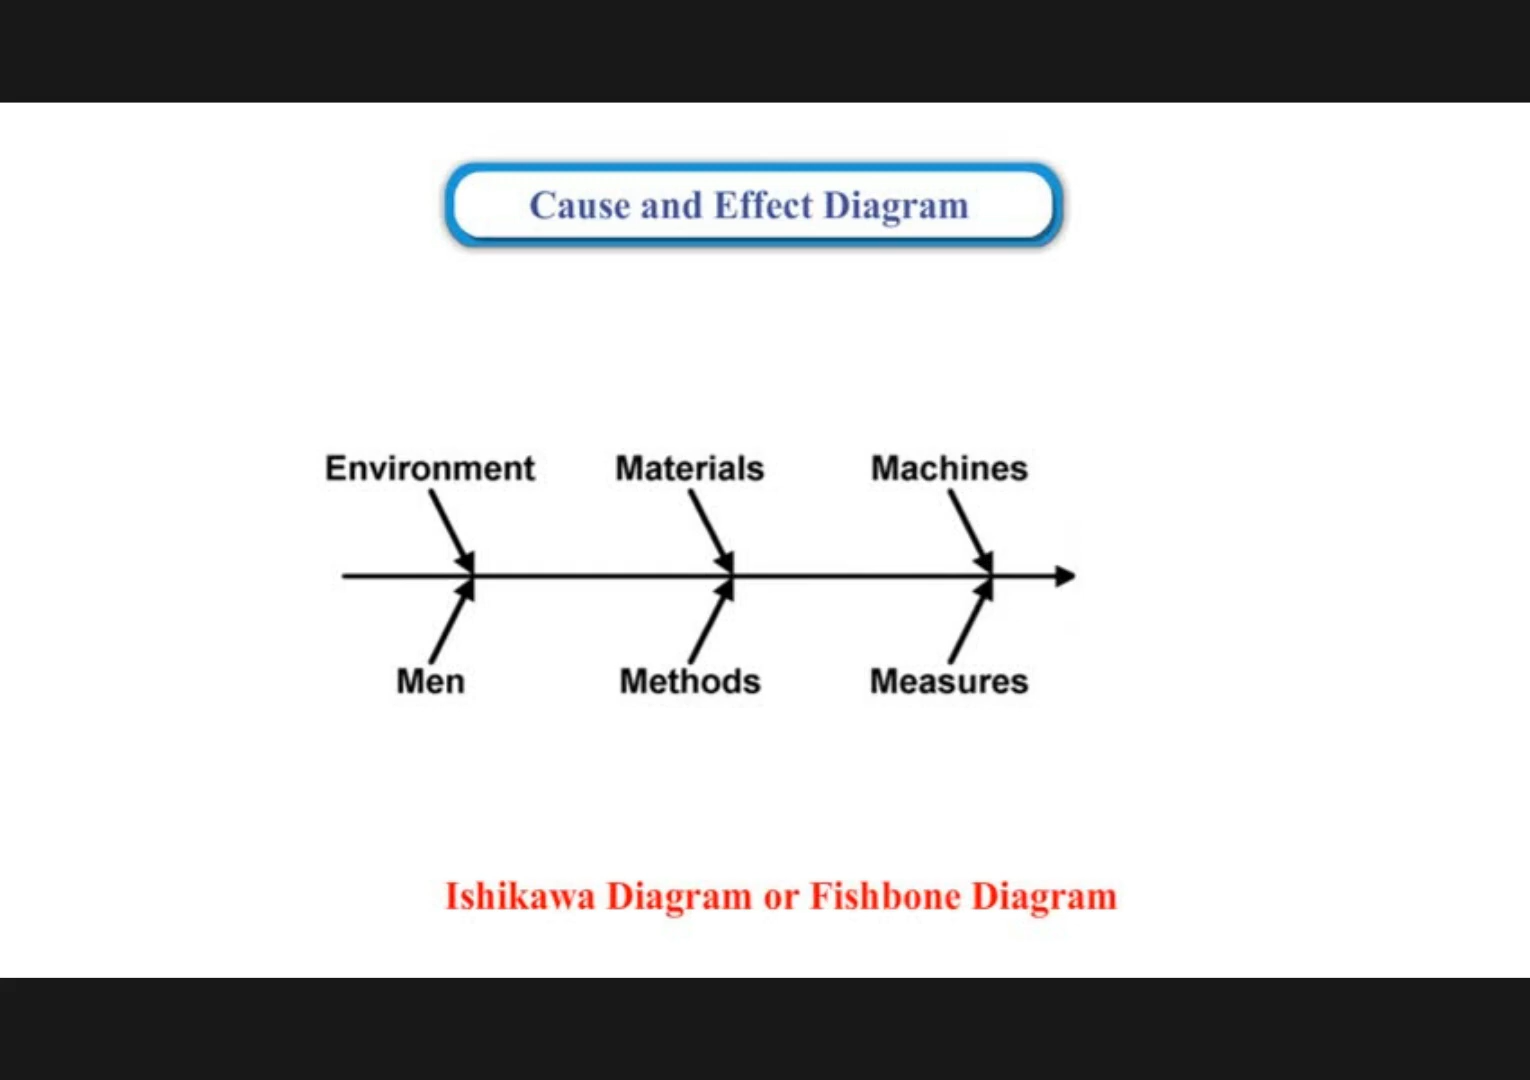 Cause and Effect Diagram
Environment Materials Machines
Men Methods Measures
Ishikawa Diagram or Fishbone Diagram